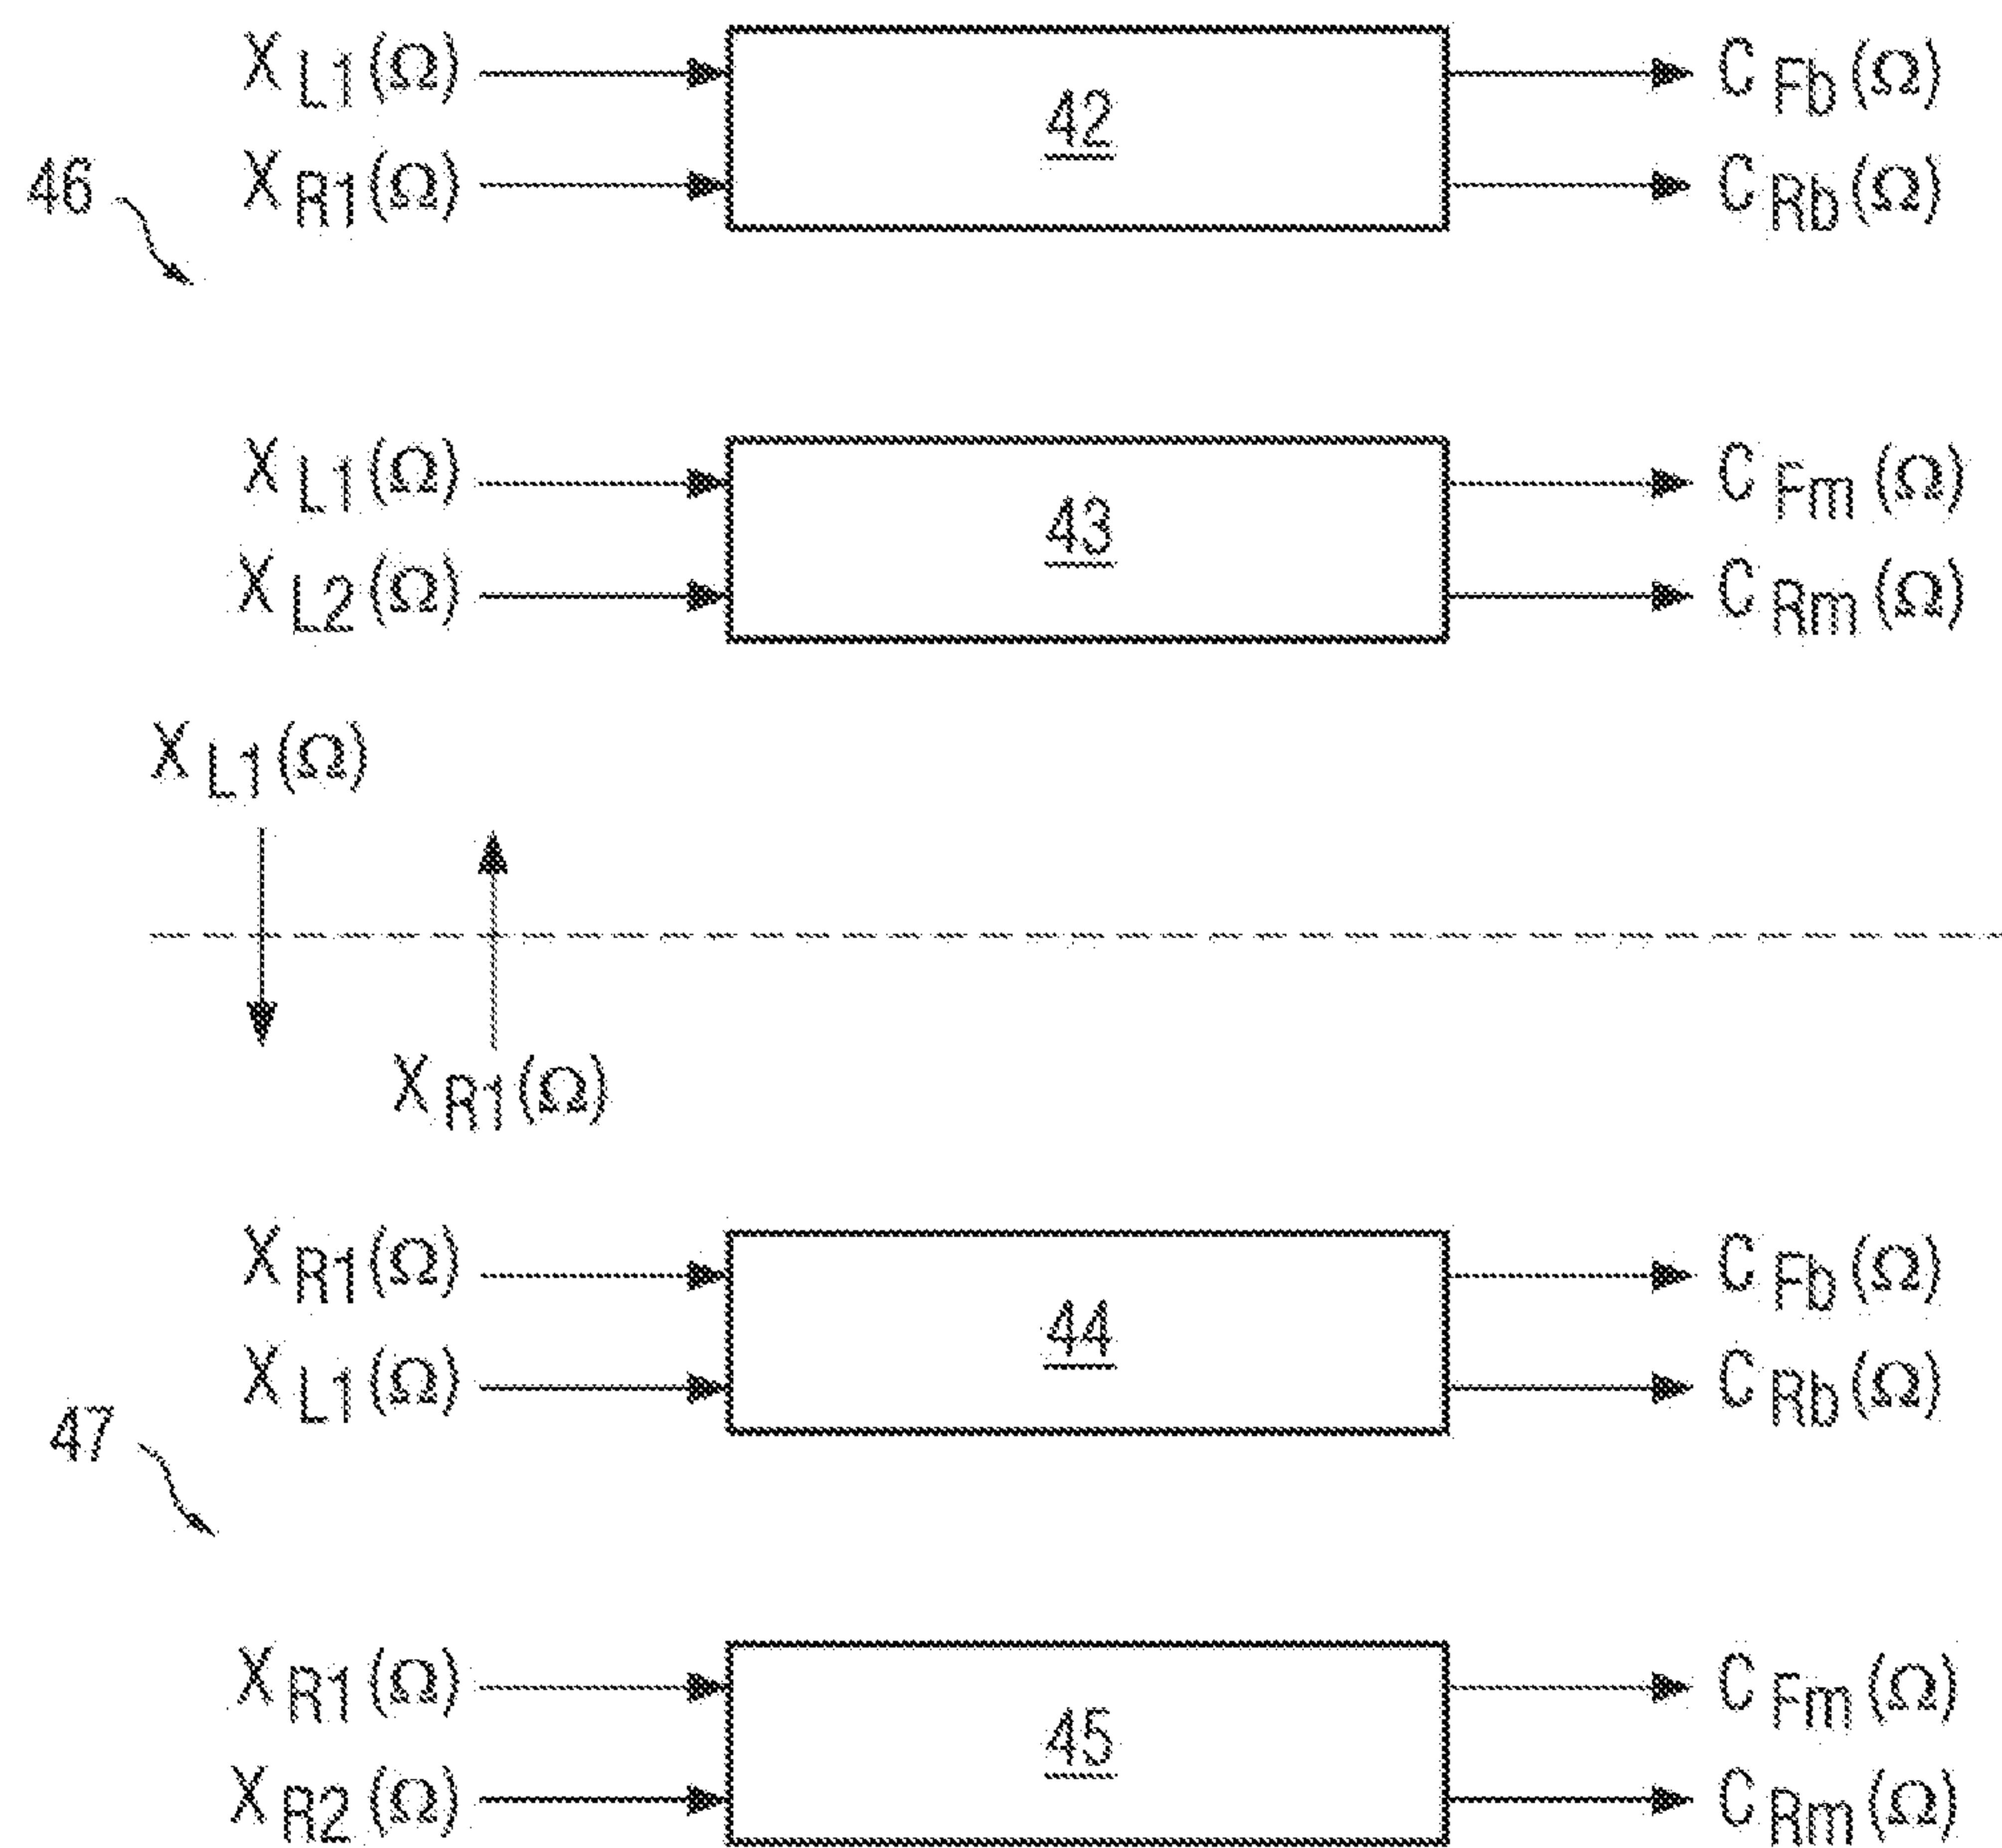 X L1 (Ω) C Fb (Ω)
42
46 X R1 (Ω) C Rb (Ω)
X L1 (Ω) C Fm (Ω)
43
X L2 (Ω) C Rm (Ω)
X L1 (Ω)
X R1 (Ω)
X R1 (Ω) C Fb (Ω)
44
X L1 (Ω) C Rb (Ω)
47
X R1 (Ω) C Fm (Ω)
45
X R2 (Ω) C Rm (Ω)